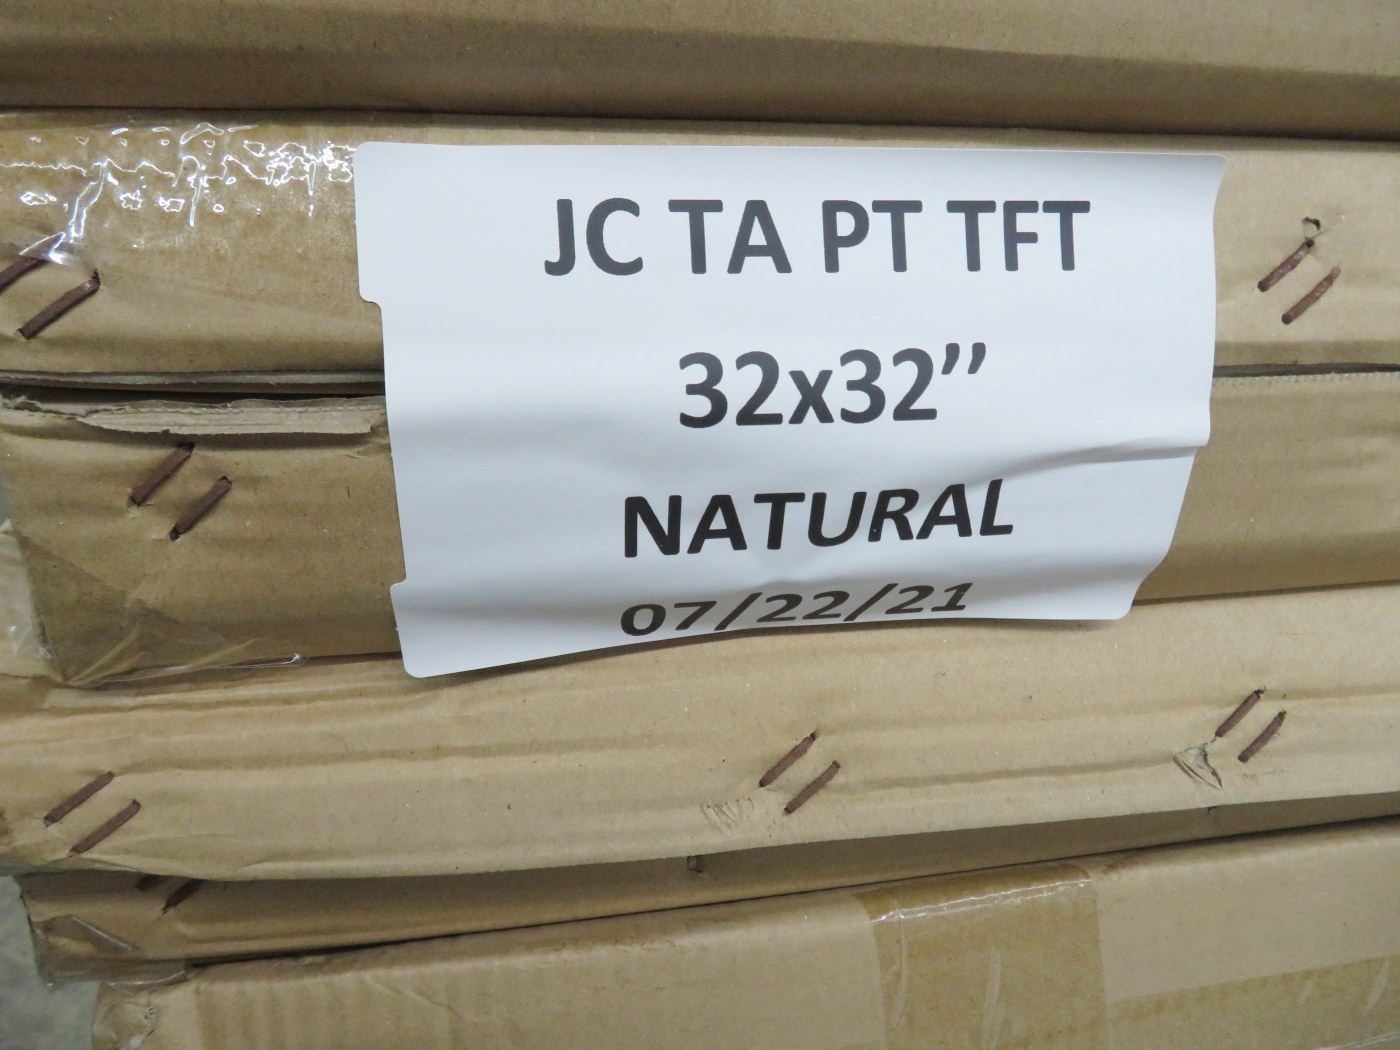 JC TA PT TFT
32x32”
NATURAL
07/22/21